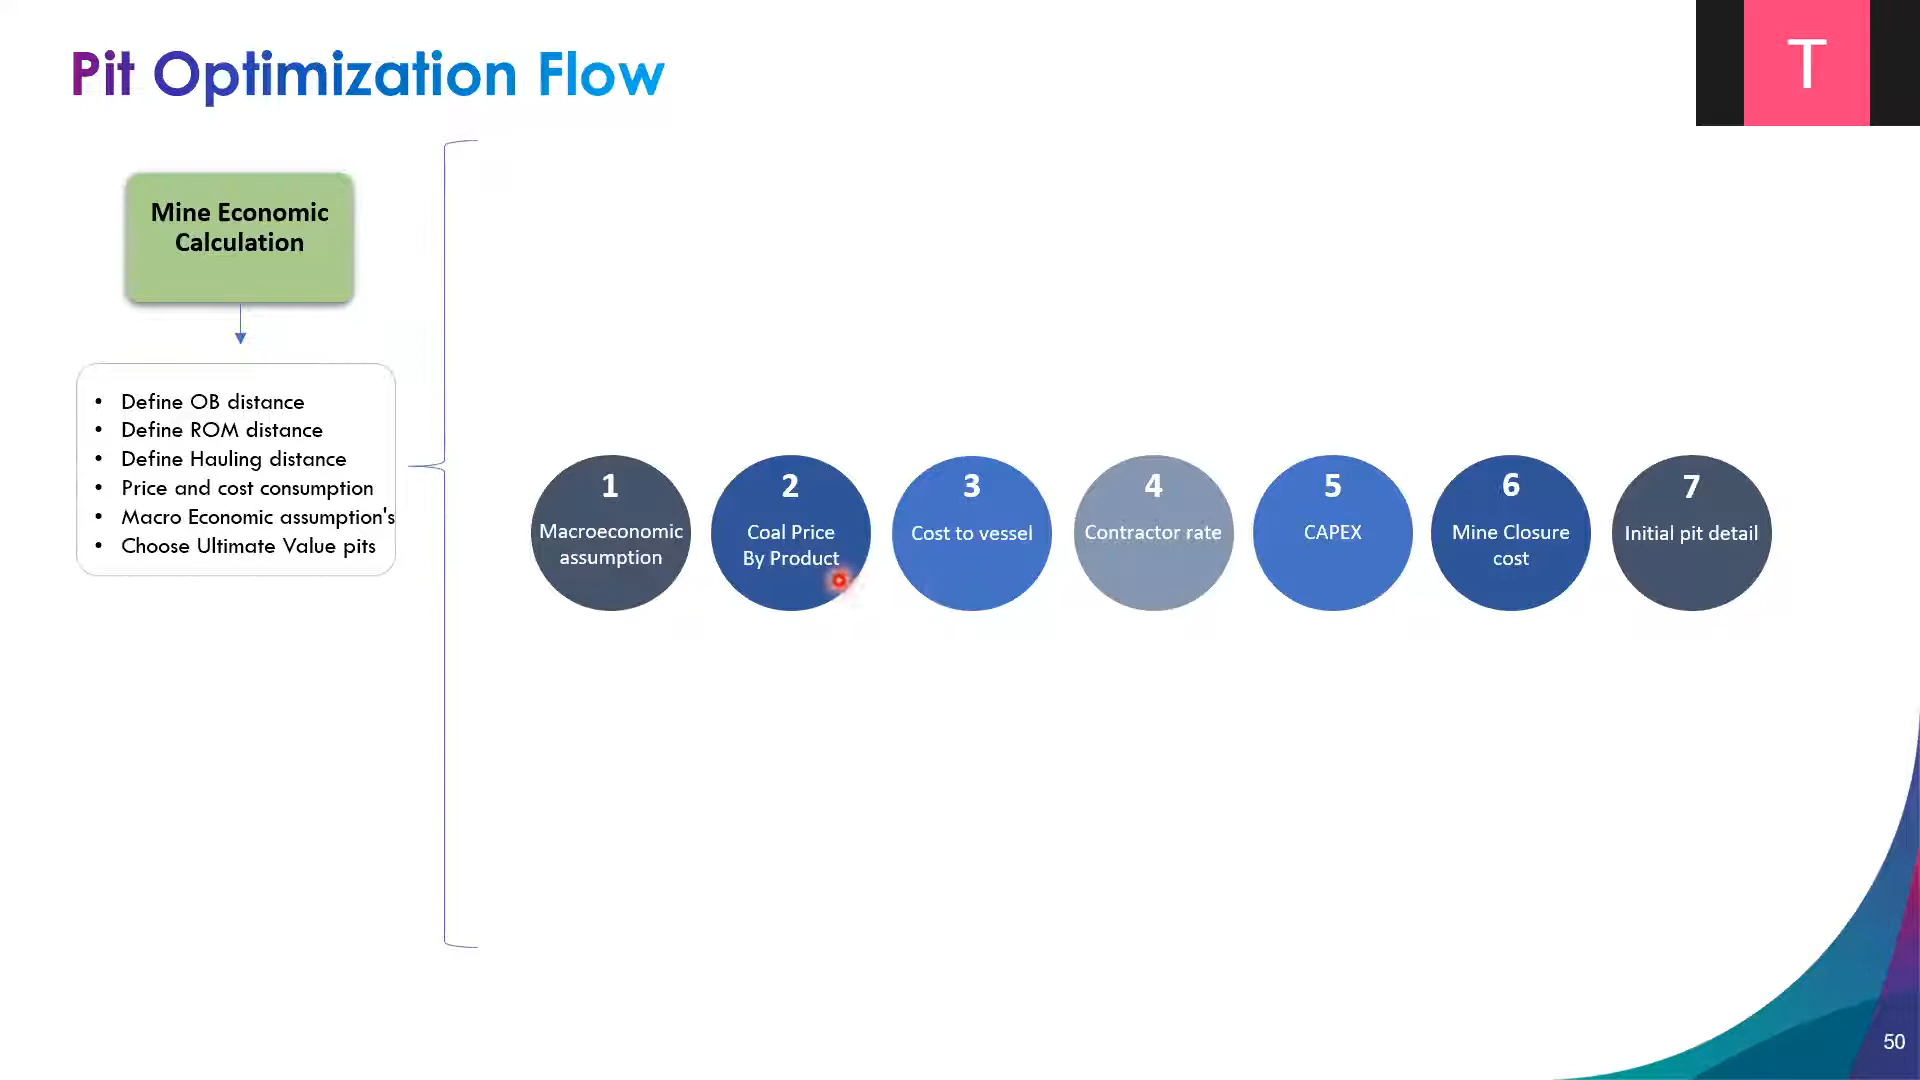 Pit Optimization Flow
T
Mine Economic
Calculation
• Define OB distance
• Define ROM distance
• Define Hauling distance
• Price and cost consumption
• Macro Economic assumption's
• Choose Ultimate Value pits
1
Macroeconomic
assumption
2
Coal Price
By Product
3
Cost to vessel
4
Contractor rate
5
CAPEX
6
Mine Closure
cost
7
Initial pit detail
50